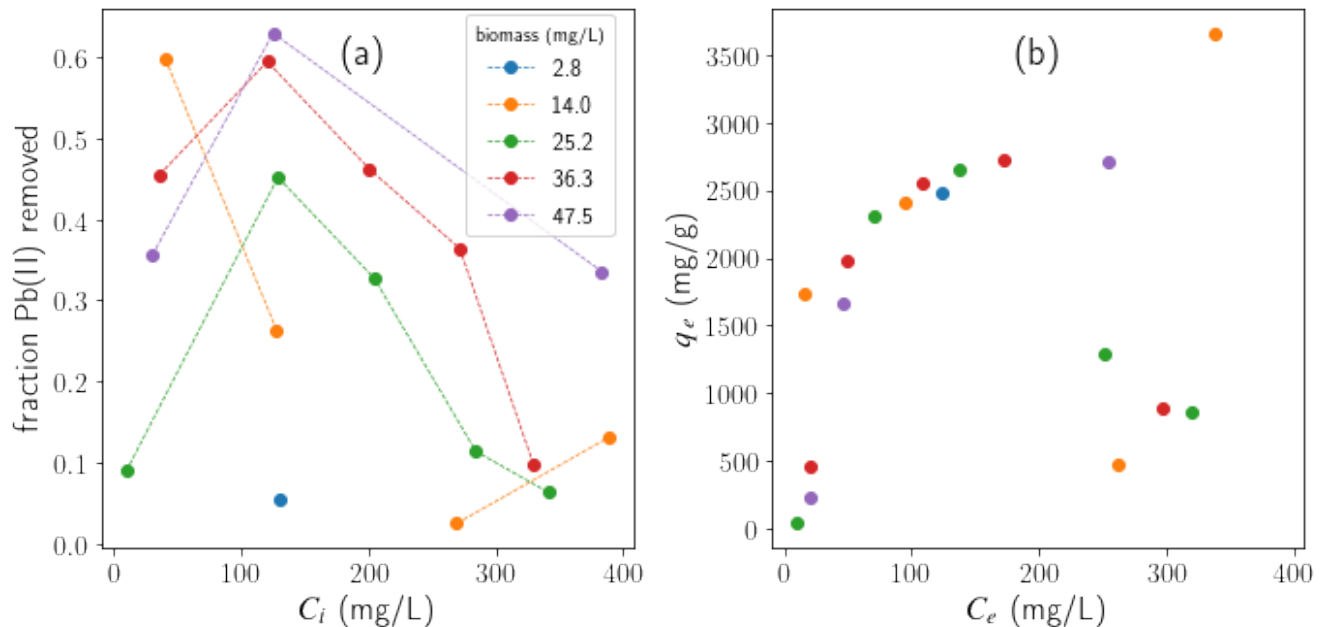 (a)
biomass (mg/L)
2.8
14.0
25.2
36.3
47.5
fraction Pb(II) removed
0.6
0.5
0.4
0.3
0.2
0.1
0.0
0 100 200 300 400
C_i (mg/L)
(b)
q_e (mg/g)
3500
3000
2500
2000
1500
1000
500
0
0 100 200 300 400
C_e (mg/L)